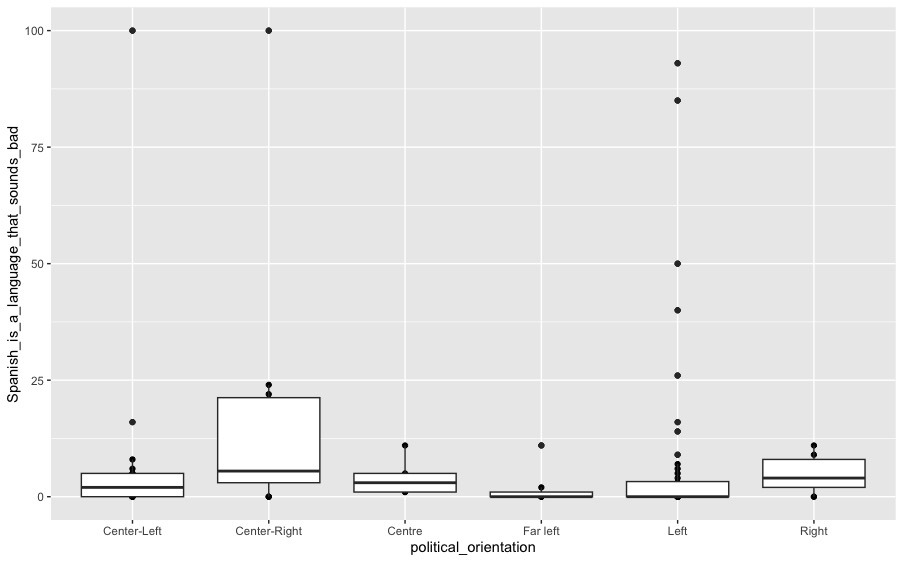 Spanish_is_a_language_that_sounds_bad
100
75
50
25
0
Center-Left Center-Right Centre Far left Left Right
political_orientation